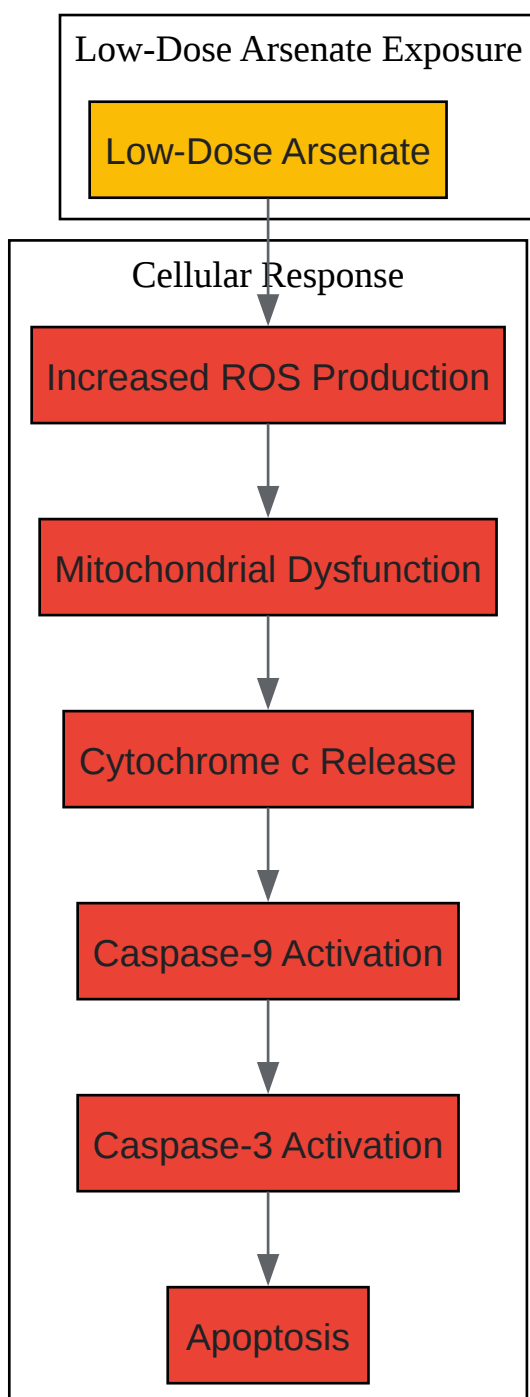 Low-Dose Arsenate Exposure
Low-Dose Arsenate
Cellular Response
Increased ROS Production
Mitochondrial Dysfunction
Cytochrome c Release
Caspase-9 Activation
Caspase-3 Activation
Apoptosis